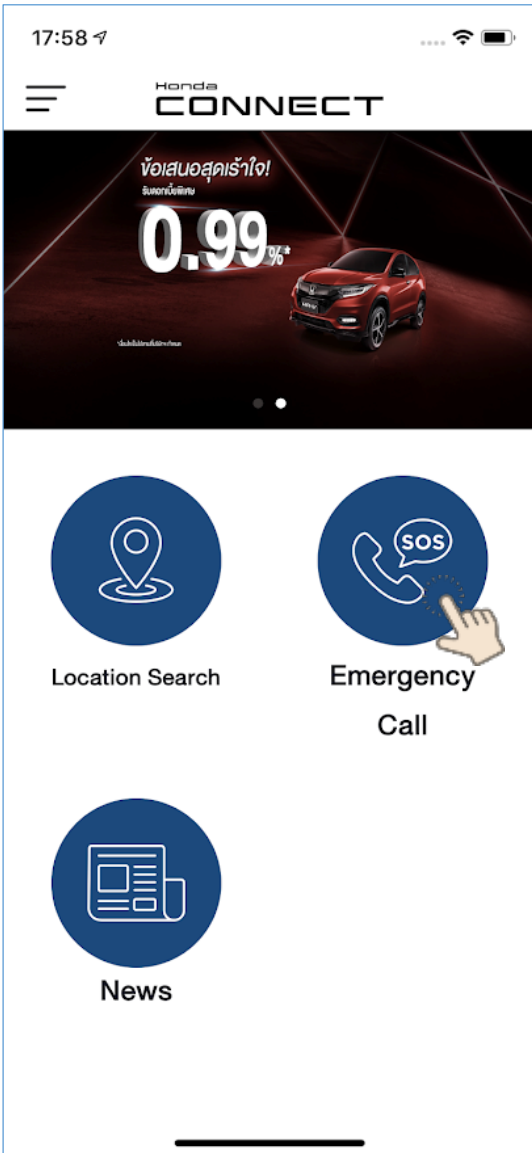 17:58
Honda
CONNECT
ข้อเสนอสุดเร้าใจ!
รับดอกเบี้ยพิเศษ
0.99%*
SOS
Location Search
Emergency
Call
News